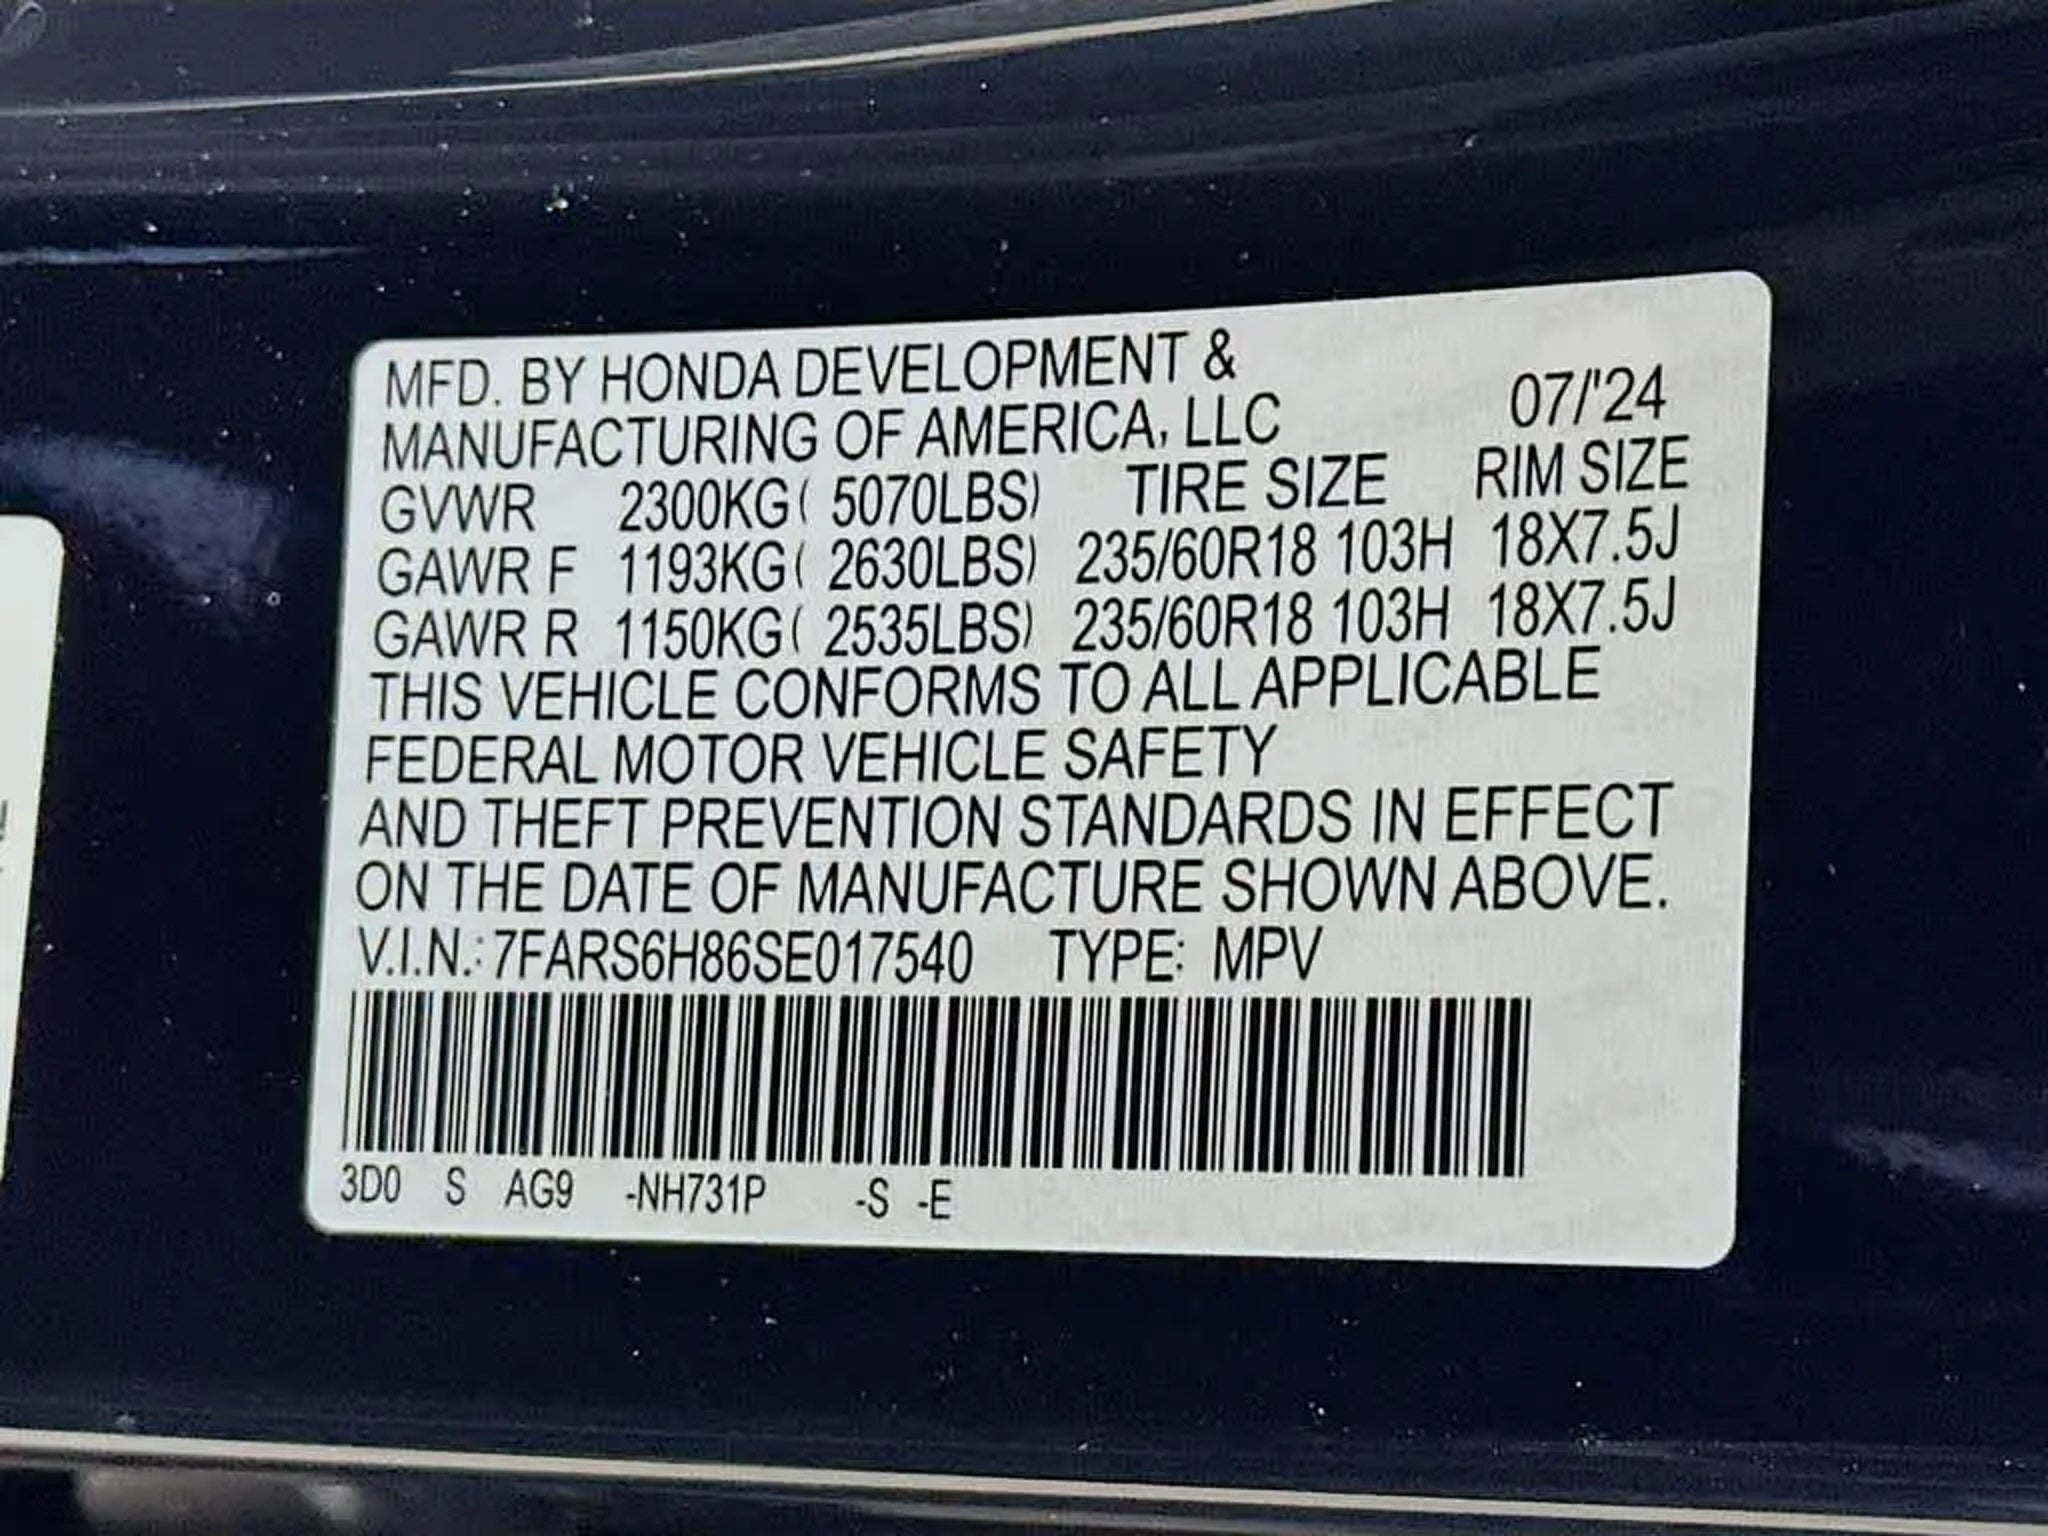 MFD. BY HONDA DEVELOPMENT &
MANUFACTURING OF AMERICA, LLC 07/'24
GVWR 2300KG( 5070LBS) TIRE SIZE RIM SIZE
GAWR F 1193KG( 2630LBS) 235/60R18 103H 18X7.5J
GAWR R 1150KG( 2535LBS) 235/60R18 103H 18X7.5J
THIS VEHICLE CONFORMS TO ALL APPLICABLE
FEDERAL MOTOR VEHICLE SAFETY
AND THEFT PREVENTION STANDARDS IN EFFECT
ON THE DATE OF MANUFACTURE SHOWN ABOVE.
V.I.N.: 7FARS6H86SE017540 TYPE: MPV
3D0 S AG9 -NH731P -S -E